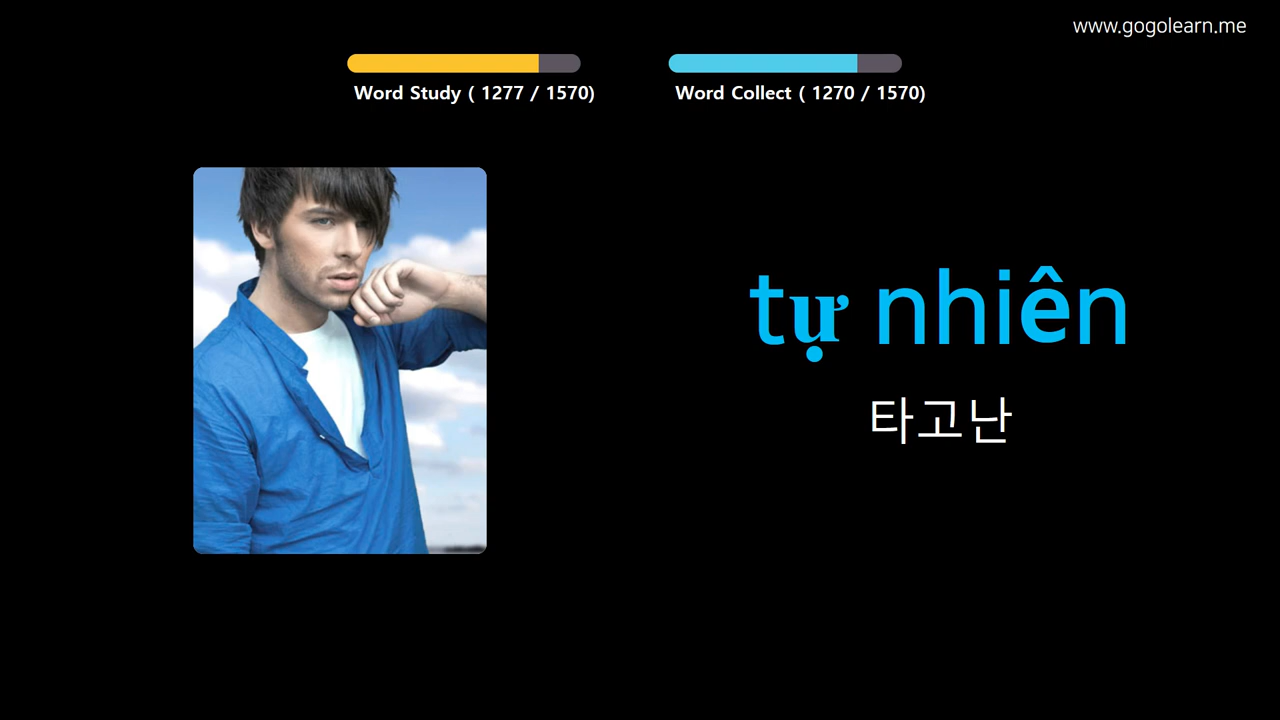 www.gogolearn.me
Word Study ( 1277 / 1570)
Word Collect ( 1270 / 1570)
tự nhiên
타고난